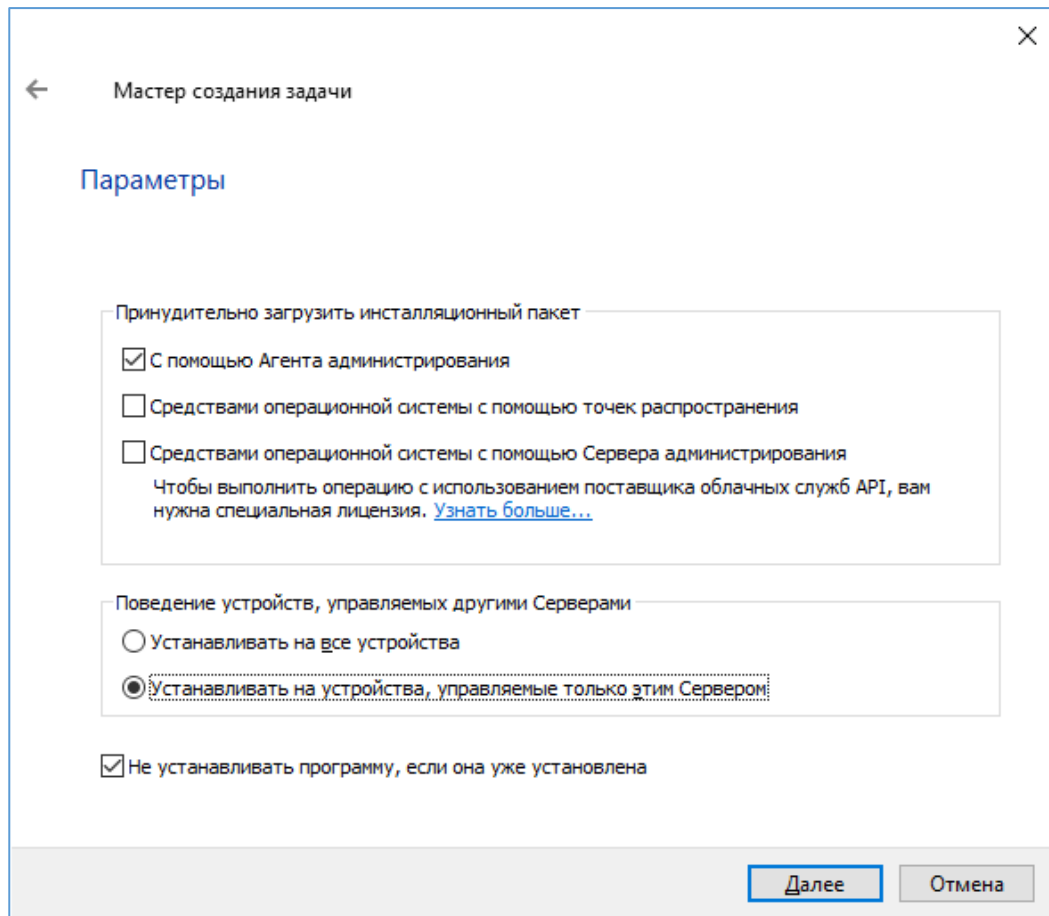 Мастер создания задачи
Параметры
Принудительно загрузить инсталляционный пакет
С помощью Агента администрирования
Средствами операционной системы с помощью точек распространения
Средствами операционной системы с помощью Сервера администрирования
Чтобы выполнить операцию с использованием поставщика облачных служб API, вам
нужна специальная лицензия. Узнать больше...
Поведение устройств, управляемых другими Серверами
Устанавливать на все устройства
Устанавливать на устройства, управляемые только этим Сервером
Не устанавливать программу, если она уже установлена
Далее
Отмена